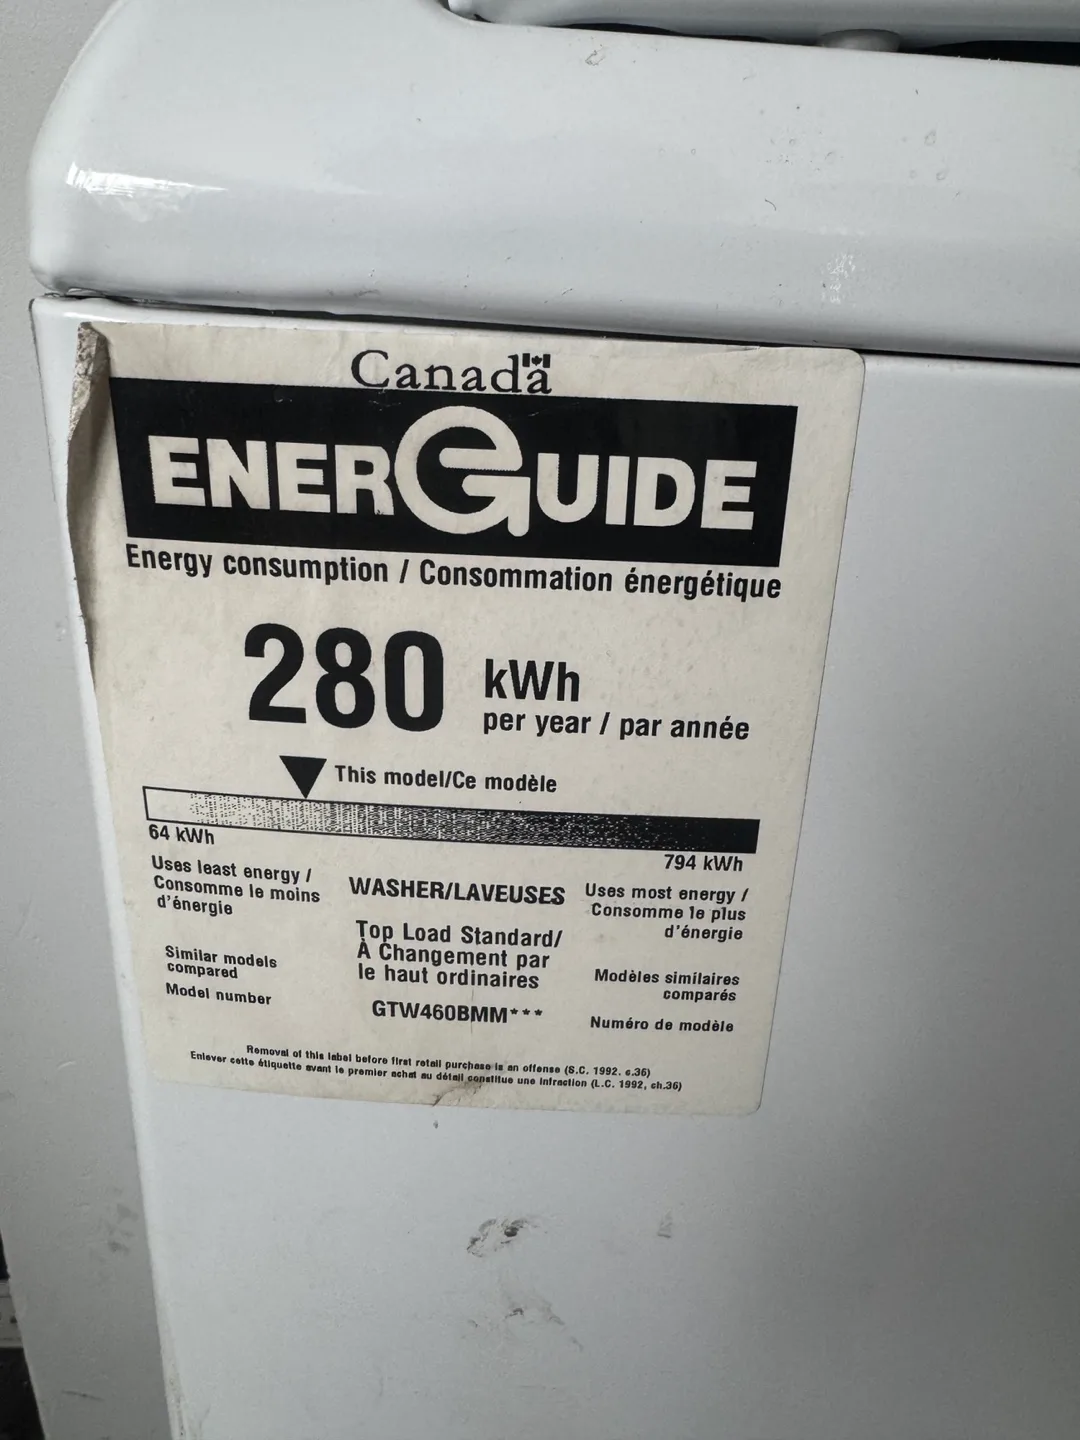 Canada
ENERGUIDE
Energy consumption / Consommation énergétique
280 kWh
per year / par année
This model/Ce modèle
64 kWh
794 kWh
Uses least energy /
Consomme le moins
d'énergie
WASHER/LAVEUSES
Uses most energy /
Consomme le plus
d'énergie
Top Load Standard/
À Changement par
le haut ordinaires
Similar models
compared
Modèles similaires
comparés
Model number
GTW460BMM***
Numéro de modèle
Removal of this label before first retail purchase is an offense (S.C. 1992. c.36)
Enlever cette étiquette avant le premier achat au détail constitue une infraction (L.C. 1992, ch.36)